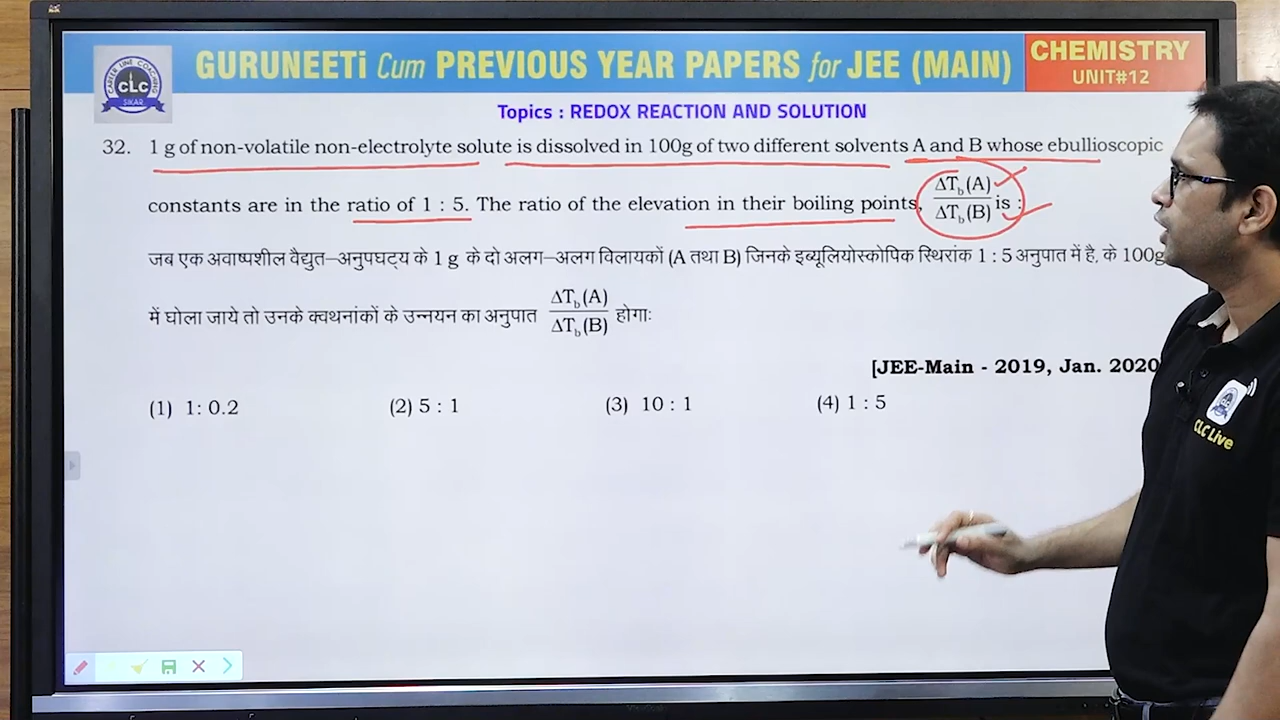 GURUNEETi Cum PREVIOUS YEAR PAPERS for JEE (MAIN)
CHEMISTRY
UNIT#12
CLC
SIKAR
Topics : REDOX REACTION AND SOLUTION
32. 1 g of non-volatile non-electrolyte solute is dissolved in 100g of two different solvents A and B whose ebullioscopic
constants are in the ratio of 1 : 5. The ratio of the elevation in their boiling points, ΔT_b(A)/ΔT_b(B) is :
जब एक अवाष्पशील वैद्युत–अनुपघट्य के 1 g के दो अलग–अलग विलायकों (A तथा B) जिनके इब्यूलियोस्कोपिक स्थिरांक 1 : 5 अनुपात में है, के 100g
में घोला जाये तो उनके क्वथनांकों के उन्नयन का अनुपात ΔT_b(A)/ΔT_b(B) होगाः
[JEE-Main - 2019, Jan. 2020
(1) 1: 0.2 (2) 5 : 1 (3) 10 : 1 (4) 1 : 5
CLC Live